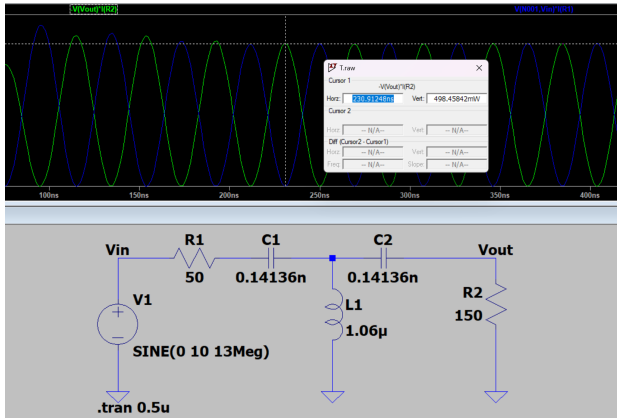 -V(Vout)*I(R2)
V(N001,Vin)*I(R1)
T.raw
Cursor 1
-V(Vout)*I(R2)
Horz: 230.91248ns Vert: 498.45842mW
Cursor 2
Horz: -- N/A-- Vert: -- N/A--
Diff (Cursor2 - Cursor1)
Horz: -- N/A-- Vert: -- N/A--
Freq: -- N/A-- Slope: -- N/A--
100ns 150ns 200ns 250ns 300ns 350ns 400ns
Vin R1 C1 C2 Vout
50 0.14136n 0.14136n
V1 L1 R2
1.06µ 150
SINE(0 10 13Meg)
.tran 0.5u